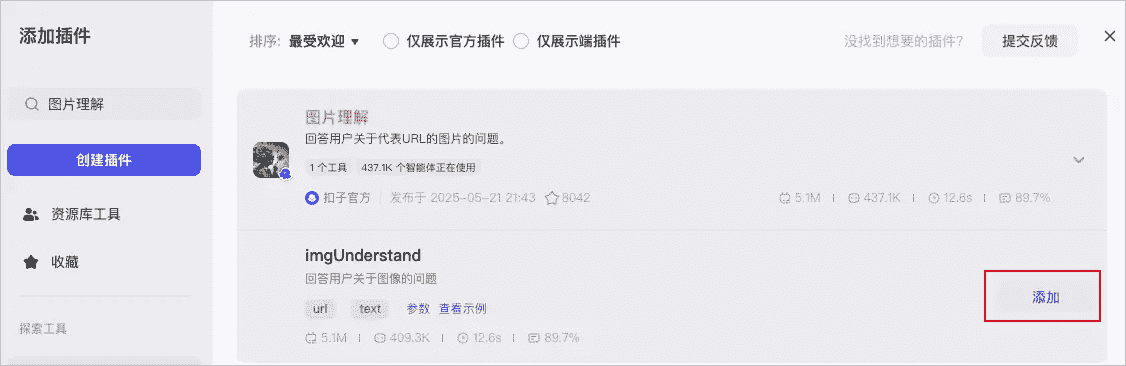 添加插件
图片理解
创建插件
资源库工具
收藏
探索工具
排序: 最受欢迎 仅展示官方插件 仅展示端插件 没找到想要的插件? 提交反馈
图片理解
回答用户关于代表URL的图片的问题。
1 个工具 437.1K 个智能体正在使用
扣子官方 发布于 2025-05-21 21:43 8042 5.1M 437.1K 12.6s 89.7%
imgUnderstand
回答用户关于图像的问题
url text 参数 查看示例
添加
5.1M 409.3K 12.6s 89.7%